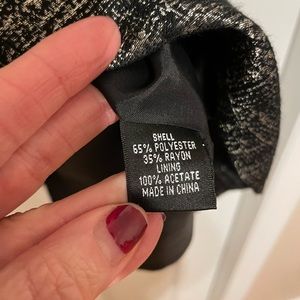 SHELL
65% POLYESTER
35% RAYON
LINING
100% ACETATE
MADE IN CHINA